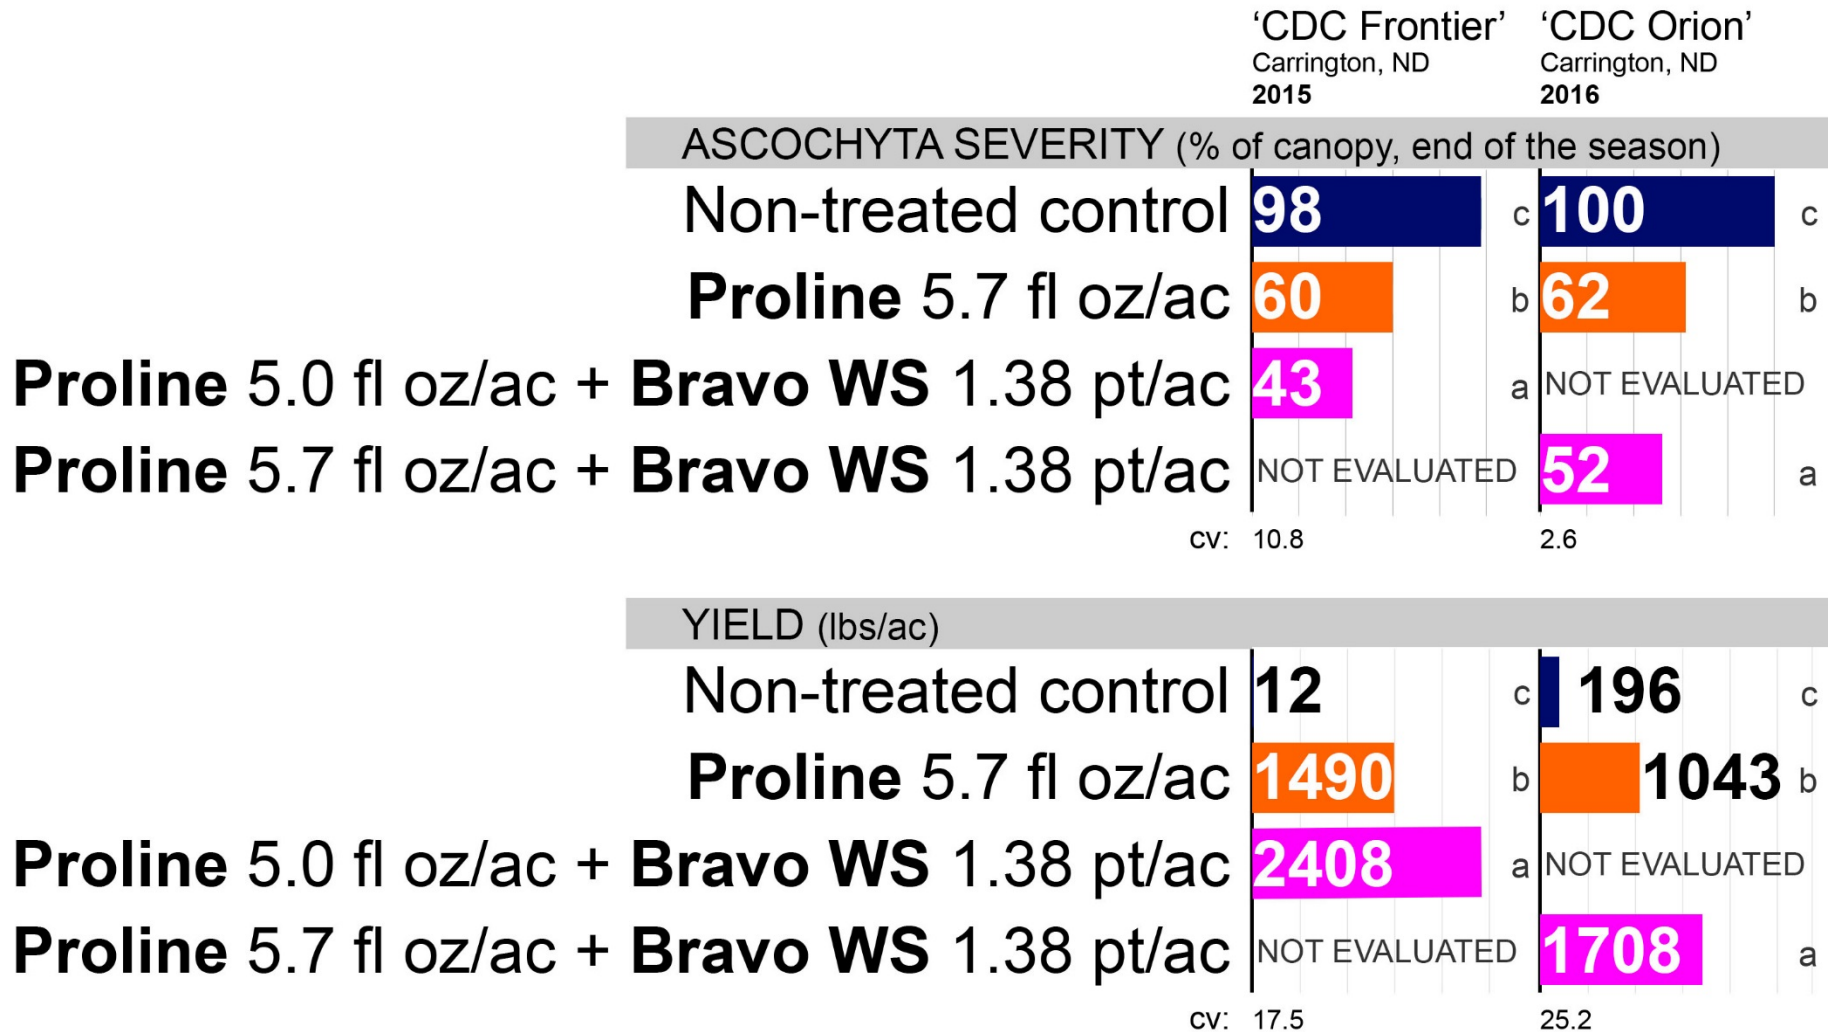 ‘CDC Frontier’ ‘CDC Orion’
Carrington, ND Carrington, ND
2015 2016
ASCOCHYTA SEVERITY (% of canopy, end of the season)
Non-treated control 98 c 100 c
Proline 5.7 fl oz/ac 60 b 62 b
Proline 5.0 fl oz/ac + Bravo WS 1.38 pt/ac 43 a NOT EVALUATED
Proline 5.7 fl oz/ac + Bravo WS 1.38 pt/ac NOT EVALUATED 52 a
cv: 10.8 2.6
YIELD (lbs/ac)
Non-treated control 12 c 196 c
Proline 5.7 fl oz/ac 1490 b 1043 b
Proline 5.0 fl oz/ac + Bravo WS 1.38 pt/ac 2408 a NOT EVALUATED
Proline 5.7 fl oz/ac + Bravo WS 1.38 pt/ac NOT EVALUATED 1708 a
cv: 17.5 25.2